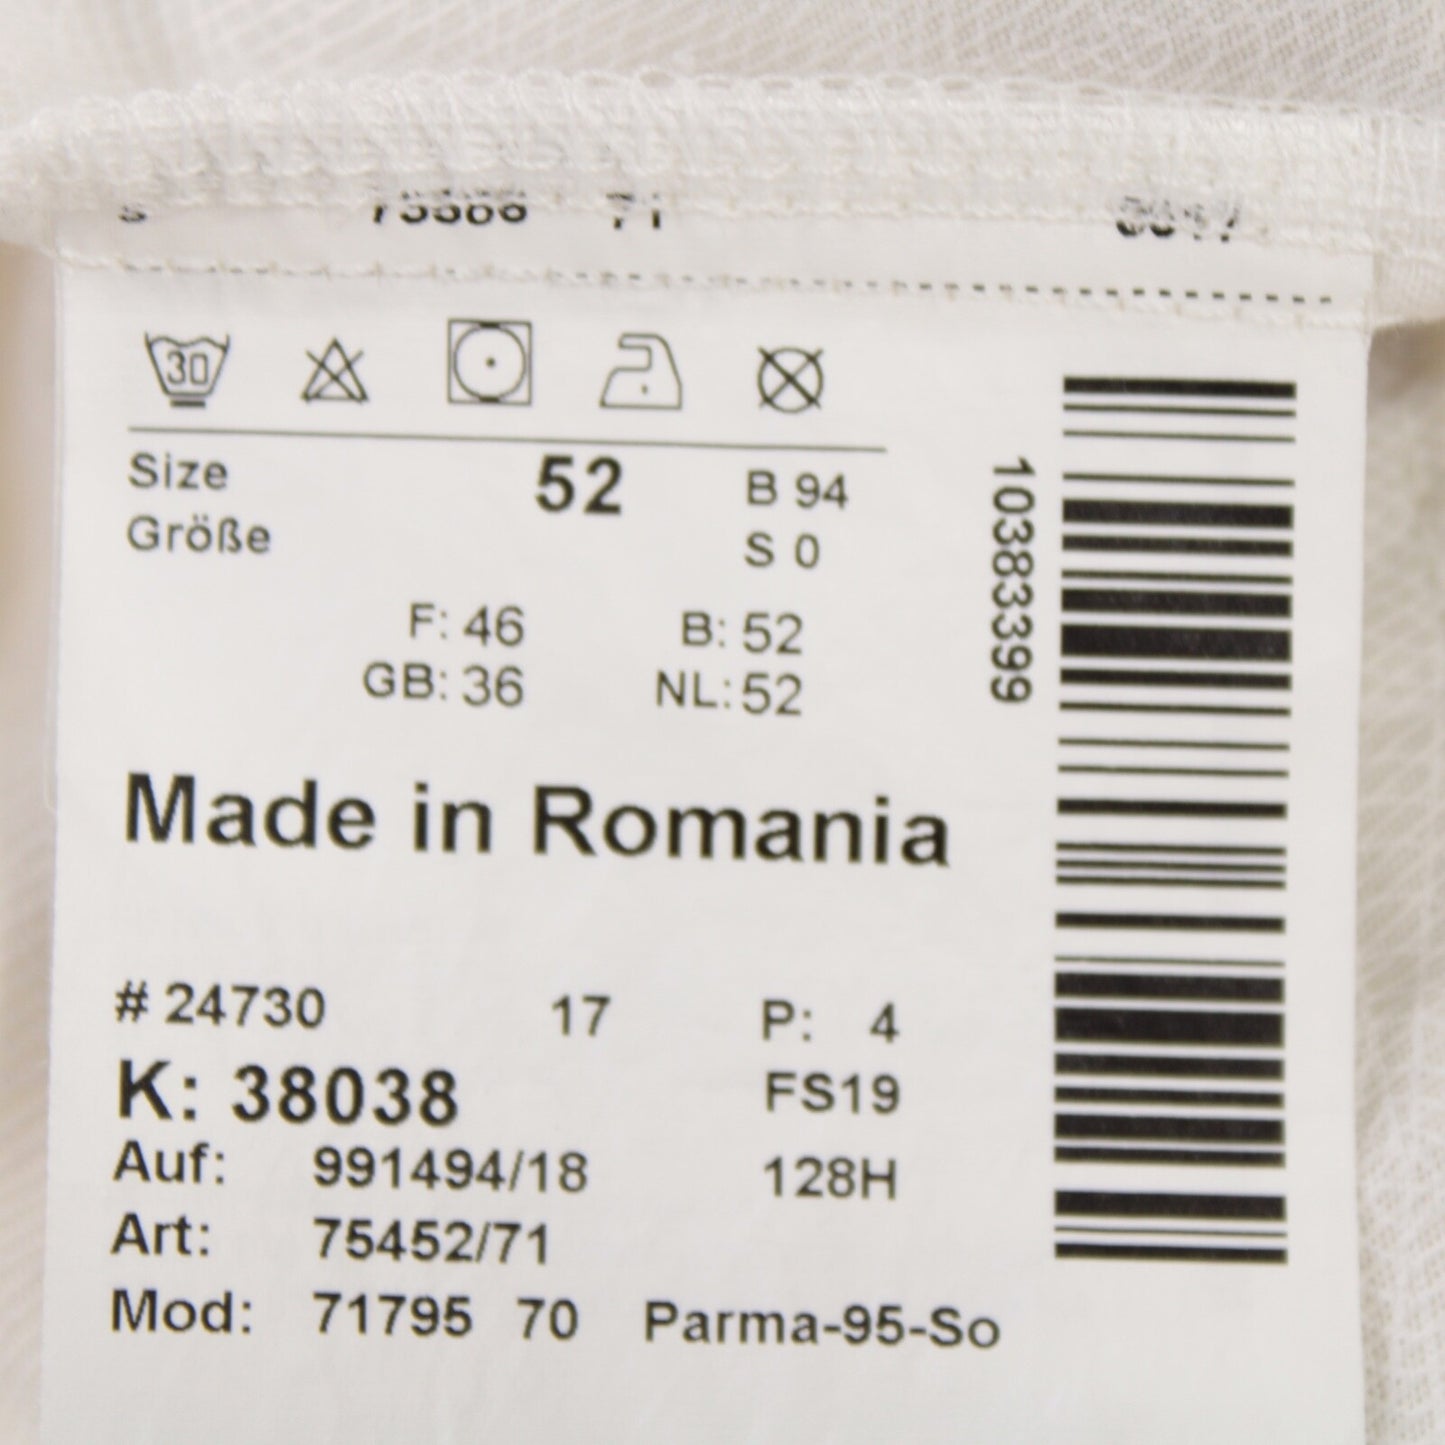 30
Size 52 B 94
Größe S 0
F: 46 B: 52
GB: 36 NL: 52
Made in Romania
# 24730 17 P: 4
K: 38038 FS19
Auf: 991494/18 128H
Art: 75452/71
Mod: 71795 70 Parma-95-So
10383399